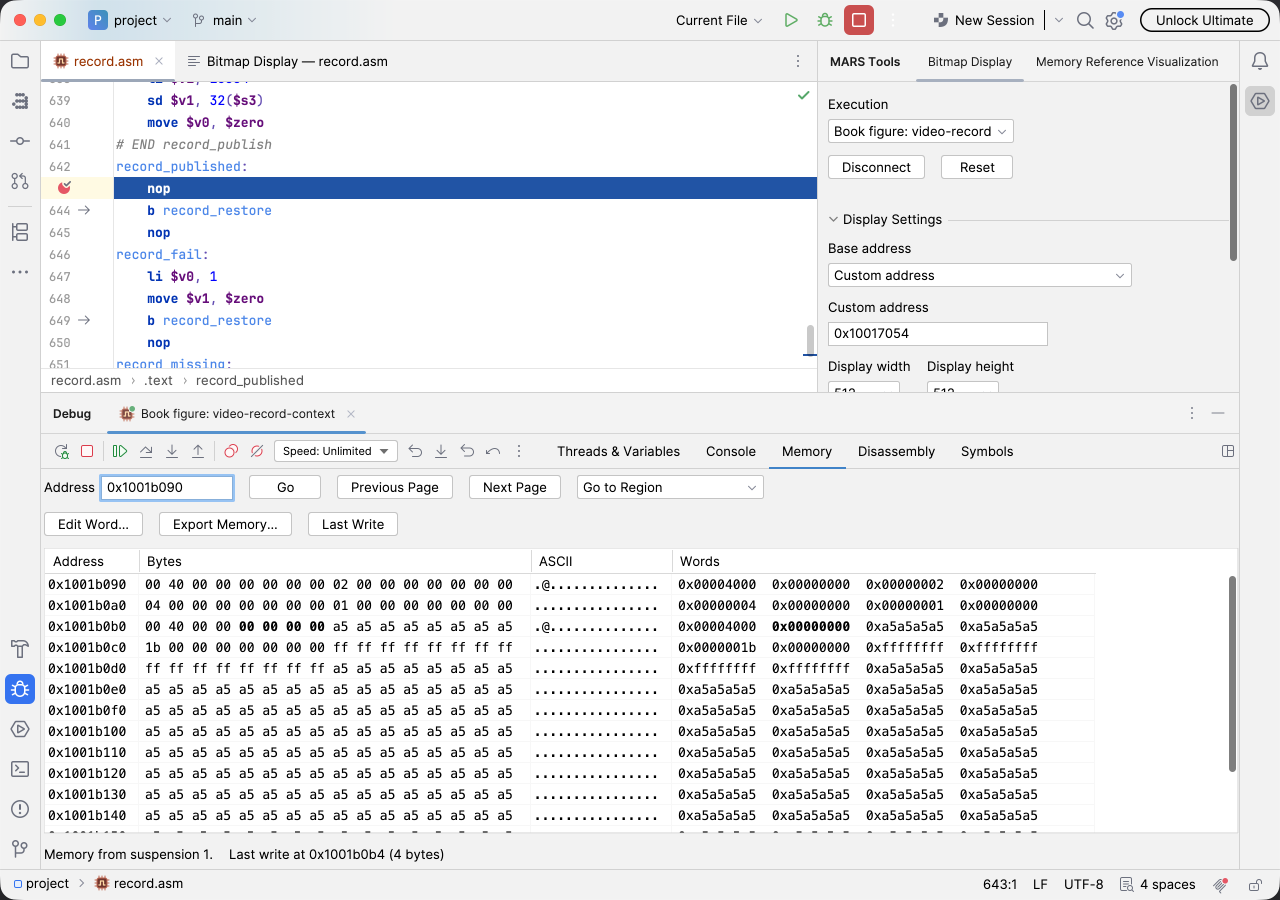 P project main Current File New Session Unlock Ultimate
record.asm Bitmap Display — record.asm MARS Tools Bitmap Display Memory Reference Visualization
639 sd $v1, 32($s3)
640 move $v0, $zero
641 # END record_publish
642 record_published:
nop
644 b record_restore
645 nop
646 record_fail:
647 li $v0, 1
648 move $v1, $zero
649 b record_restore
650 nop
651 record_missing:
record.asm › .text › record_published
Execution
Book figure: video-record
Disconnect Reset
Display Settings
Base address
Custom address
Custom address
0x10017054
Display width Display height
512 512
Debug Book figure: video-record-context
Speed: Unlimited Threads & Variables Console Memory Disassembly Symbols
Address 0x1001b090 Go Previous Page Next Page Go to Region
Edit Word... Export Memory... Last Write
Address Bytes ASCII Words
0x1001b090 00 40 00 00 00 00 00 00 02 00 00 00 00 00 00 00 .@.............. 0x00004000 0x00000000 0x00000002 0x00000000
0x1001b0a0 04 00 00 00 00 00 00 00 01 00 00 00 00 00 00 00 ................ 0x00000004 0x00000000 0x00000001 0x00000000
0x1001b0b0 00 40 00 00 00 00 00 00 a5 a5 a5 a5 a5 a5 a5 a5 .@.............. 0x00004000 0x00000000 0xa5a5a5a5 0xa5a5a5a5
0x1001b0c0 1b 00 00 00 00 00 00 00 ff ff ff ff ff ff ff ff ................ 0x0000001b 0x00000000 0xffffffff 0xffffffff
0x1001b0d0 ff ff ff ff ff ff ff ff a5 a5 a5 a5 a5 a5 a5 a5 ................ 0xffffffff 0xffffffff 0xa5a5a5a5 0xa5a5a5a5
0x1001b0e0 a5 a5 a5 a5 a5 a5 a5 a5 a5 a5 a5 a5 a5 a5 a5 a5 ................ 0xa5a5a5a5 0xa5a5a5a5 0xa5a5a5a5 0xa5a5a5a5
0x1001b0f0 a5 a5 a5 a5 a5 a5 a5 a5 a5 a5 a5 a5 a5 a5 a5 a5 ................ 0xa5a5a5a5 0xa5a5a5a5 0xa5a5a5a5 0xa5a5a5a5
0x1001b100 a5 a5 a5 a5 a5 a5 a5 a5 a5 a5 a5 a5 a5 a5 a5 a5 ................ 0xa5a5a5a5 0xa5a5a5a5 0xa5a5a5a5 0xa5a5a5a5
0x1001b110 a5 a5 a5 a5 a5 a5 a5 a5 a5 a5 a5 a5 a5 a5 a5 a5 ................ 0xa5a5a5a5 0xa5a5a5a5 0xa5a5a5a5 0xa5a5a5a5
0x1001b120 a5 a5 a5 a5 a5 a5 a5 a5 a5 a5 a5 a5 a5 a5 a5 a5 ................ 0xa5a5a5a5 0xa5a5a5a5 0xa5a5a5a5 0xa5a5a5a5
0x1001b130 a5 a5 a5 a5 a5 a5 a5 a5 a5 a5 a5 a5 a5 a5 a5 a5 ................ 0xa5a5a5a5 0xa5a5a5a5 0xa5a5a5a5 0xa5a5a5a5
0x1001b140 a5 a5 a5 a5 a5 a5 a5 a5 a5 a5 a5 a5 a5 a5 a5 a5 ................ 0xa5a5a5a5 0xa5a5a5a5 0xa5a5a5a5 0xa5a5a5a5
Memory from suspension 1. Last write at 0x1001b0b4 (4 bytes)
project › record.asm 643:1 LF UTF-8 4 spaces